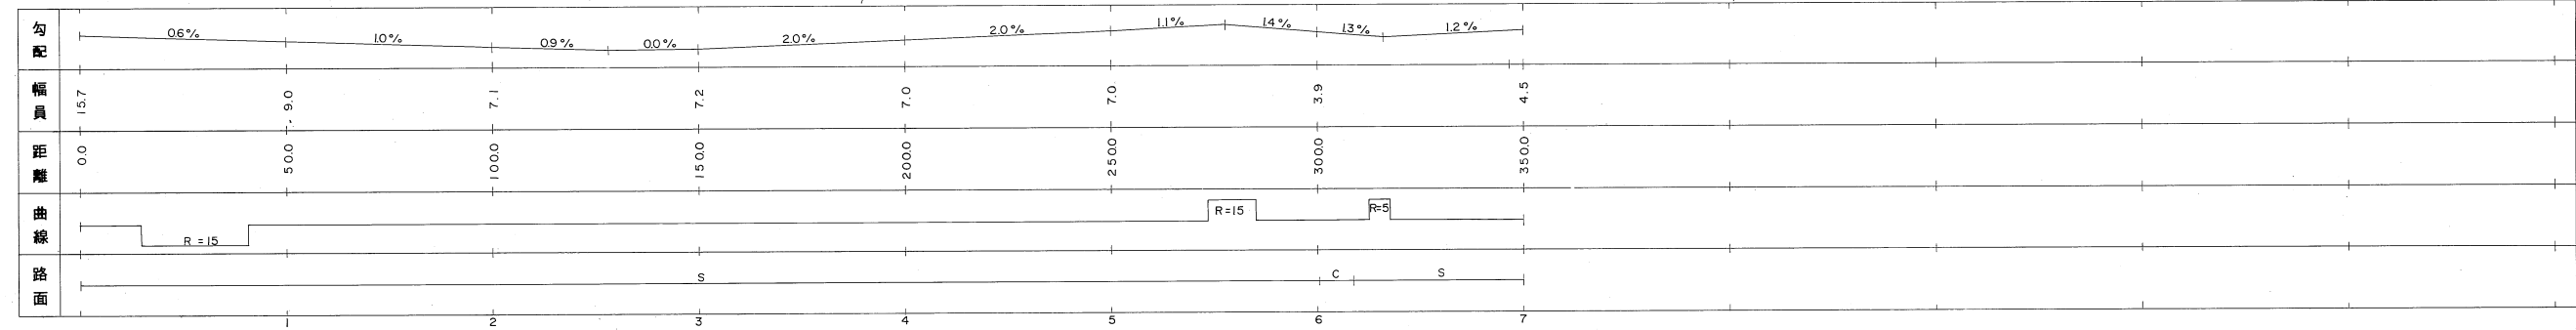 勾配 0.6% 1.0% 0.9% 0.0% 2.0% 2.0% 1.1% 1.4% 1.3% 1.2%
幅員 15.7 9.0 7.1 7.2 7.0 7.0 3.9 4.5
距離 0.0 50.0 100.0 150.0 200.0 250.0 300.0 350.0
曲線 R=15 R=15 R=5
路面 S C S
1 2 3 4 5 6 7